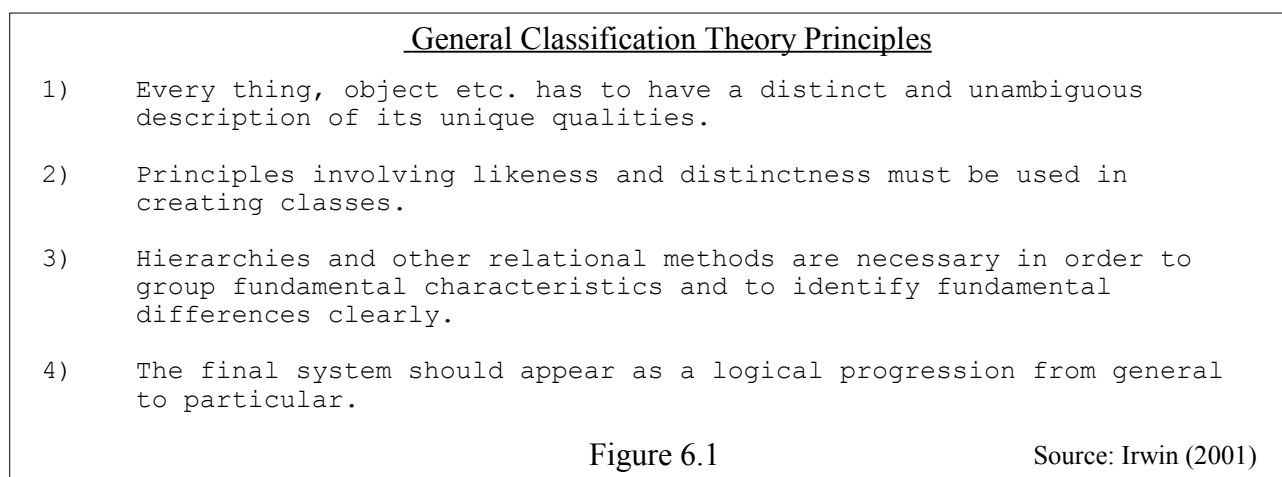 General Classification Theory Principles
1) Every thing, object etc. has to have a distinct and unambiguous
description of its unique qualities.
2) Principles involving likeness and distinctness must be used in
creating classes.
3) Hierarchies and other relational methods are necessary in order to
group fundamental characteristics and to identify fundamental
differences clearly.
4) The final system should appear as a logical progression from general
to particular.
Figure 6.1 Source: Irwin (2001)